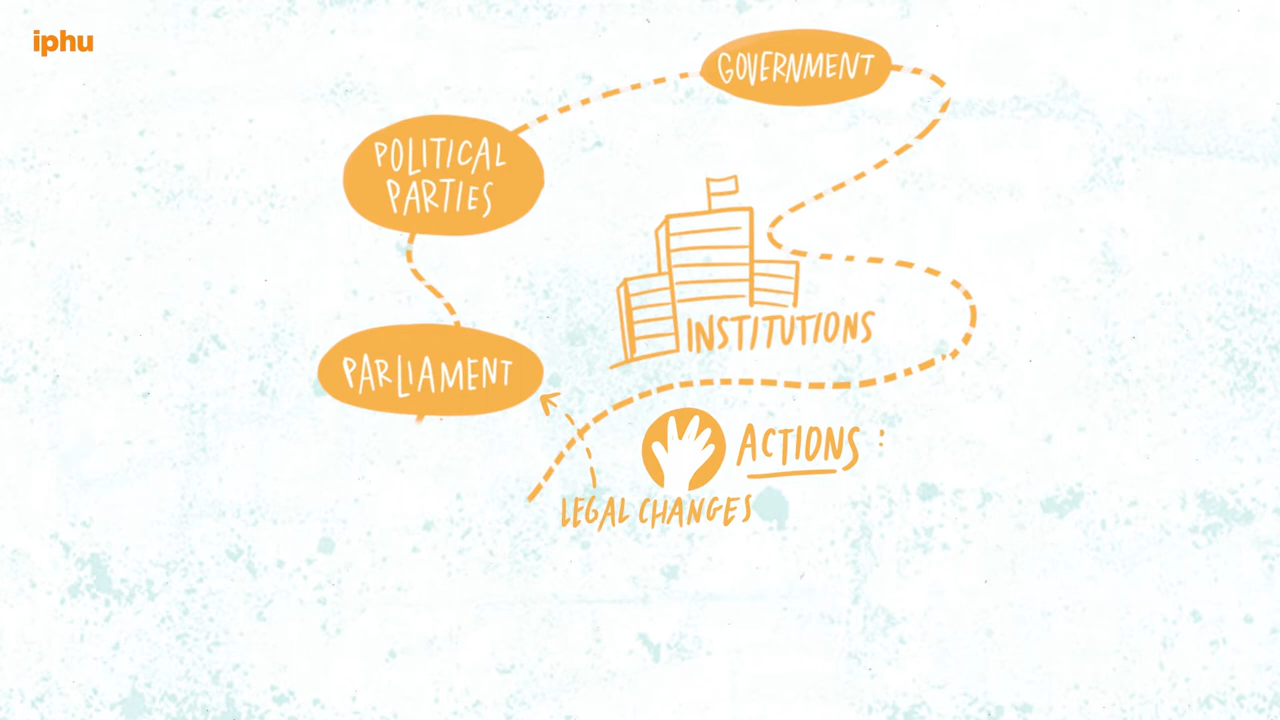 iphu
GOVERNMENT
POLITICAL
PARTIES
INSTITUTIONS
PARLIAMENT
ACTIONS :
LEGAL CHANGES